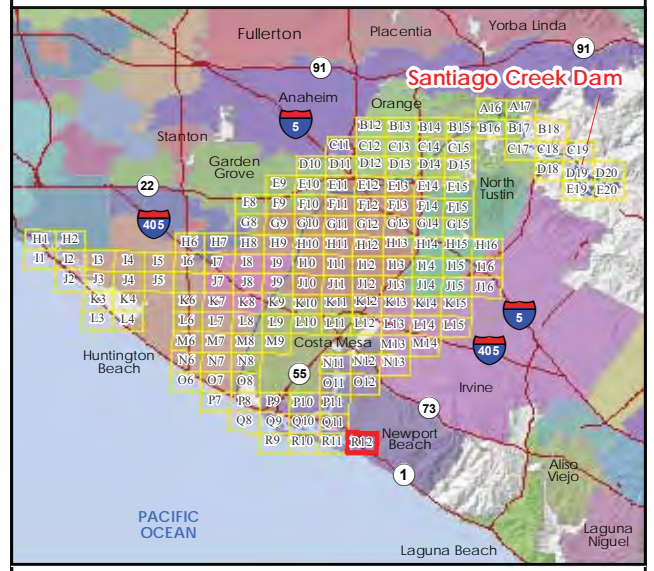 Yorba Linda
Fullerton
Placentia
91
91
Santiago Creek Dam
Anaheim
Orange
A16 A17
5
B12 B13 B14 B15 B16 B17 B18
Stanton
C11 C12 C13 C14 C15 C17 C18 C19
Garden
Grove
D10 D11 D12 D13 D14 D15 D18 D19 D20
North
Tustin
22
E9 E10 E11 E12 E13 E14 E15 E19 E20
F8 F9 F10 F11 F12 F13 F14 F15
405
G8 G9 G10 G11 G12 G13 G14 G15
H1 H2 H6 H7 H8 H9 H10 H11 H12 H13 H14 H15 H16
I1 I2 I3 I4 I5 I6 I7 I8 I9 I10 I11 I12 I13 I14 I15 I16
J2 J3 J4 J5 J7 J8 J9 J10 J11 J12 J13 J14 J15 J16
K3 K4 K6 K7 K8 K9 K10 K11 K12 K13 K14 K15
5
L3 L4 L6 L7 L8 L9 L10 L11 L12 L13 L14 L15
M6 M7 M8 M9 Costa Mesa M13 M14
405
Huntington
Beach
N6 N7 N8 N11 N12 N13
55
O6 O7 O8 O11 O12
Irvine
P7 P8 P9 P10 P11
73
Q8 Q9 Q10 Q11
Newport
Beach
R9 R10 R11 R12
1
Aliso
Viejo
PACIFIC
OCEAN
Laguna
Niguel
Laguna Beach